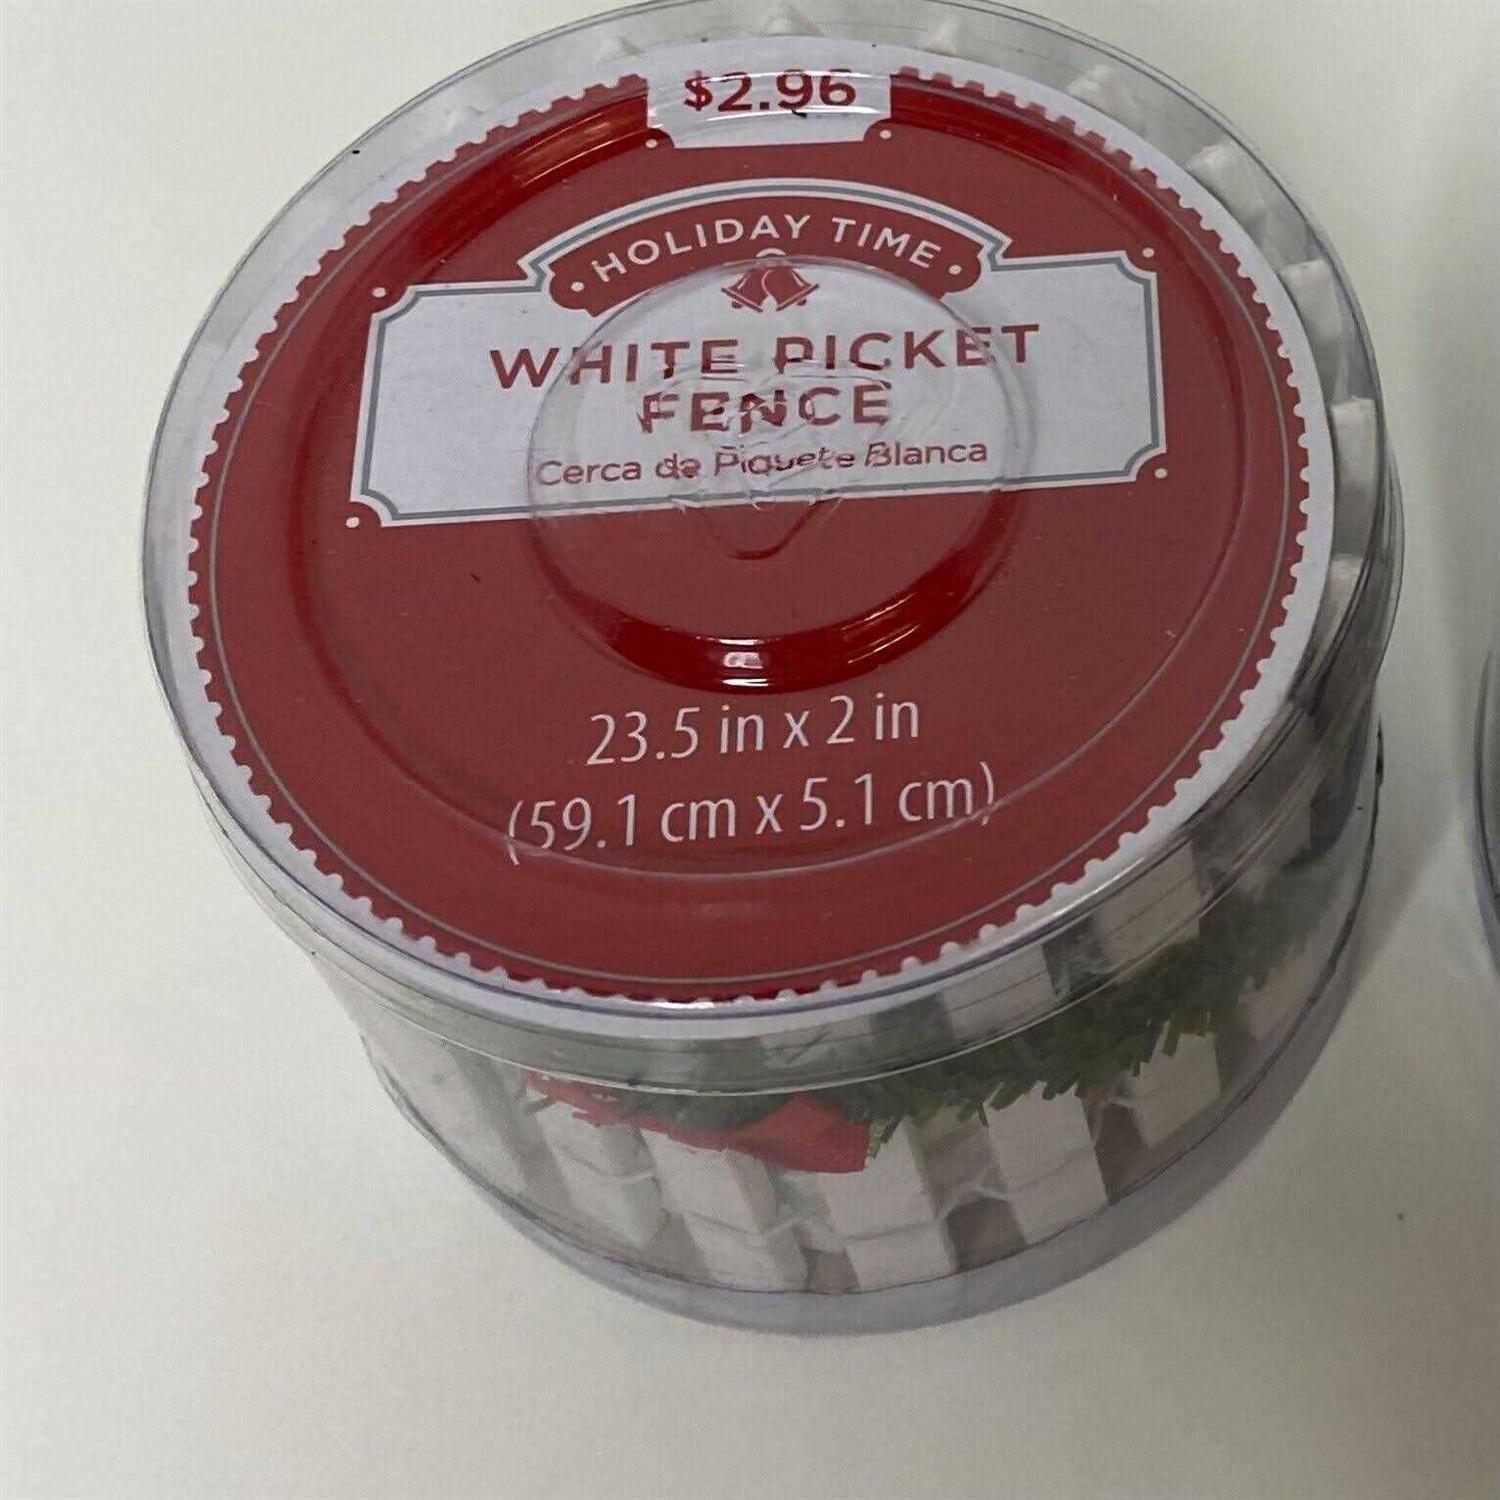 $2.96
HOLIDAY TIME
WHITE PICKET
FENCE
Cerca de Piquete Blanca
23.5 in x 2 in
(59.1 cm x 5.1 cm)